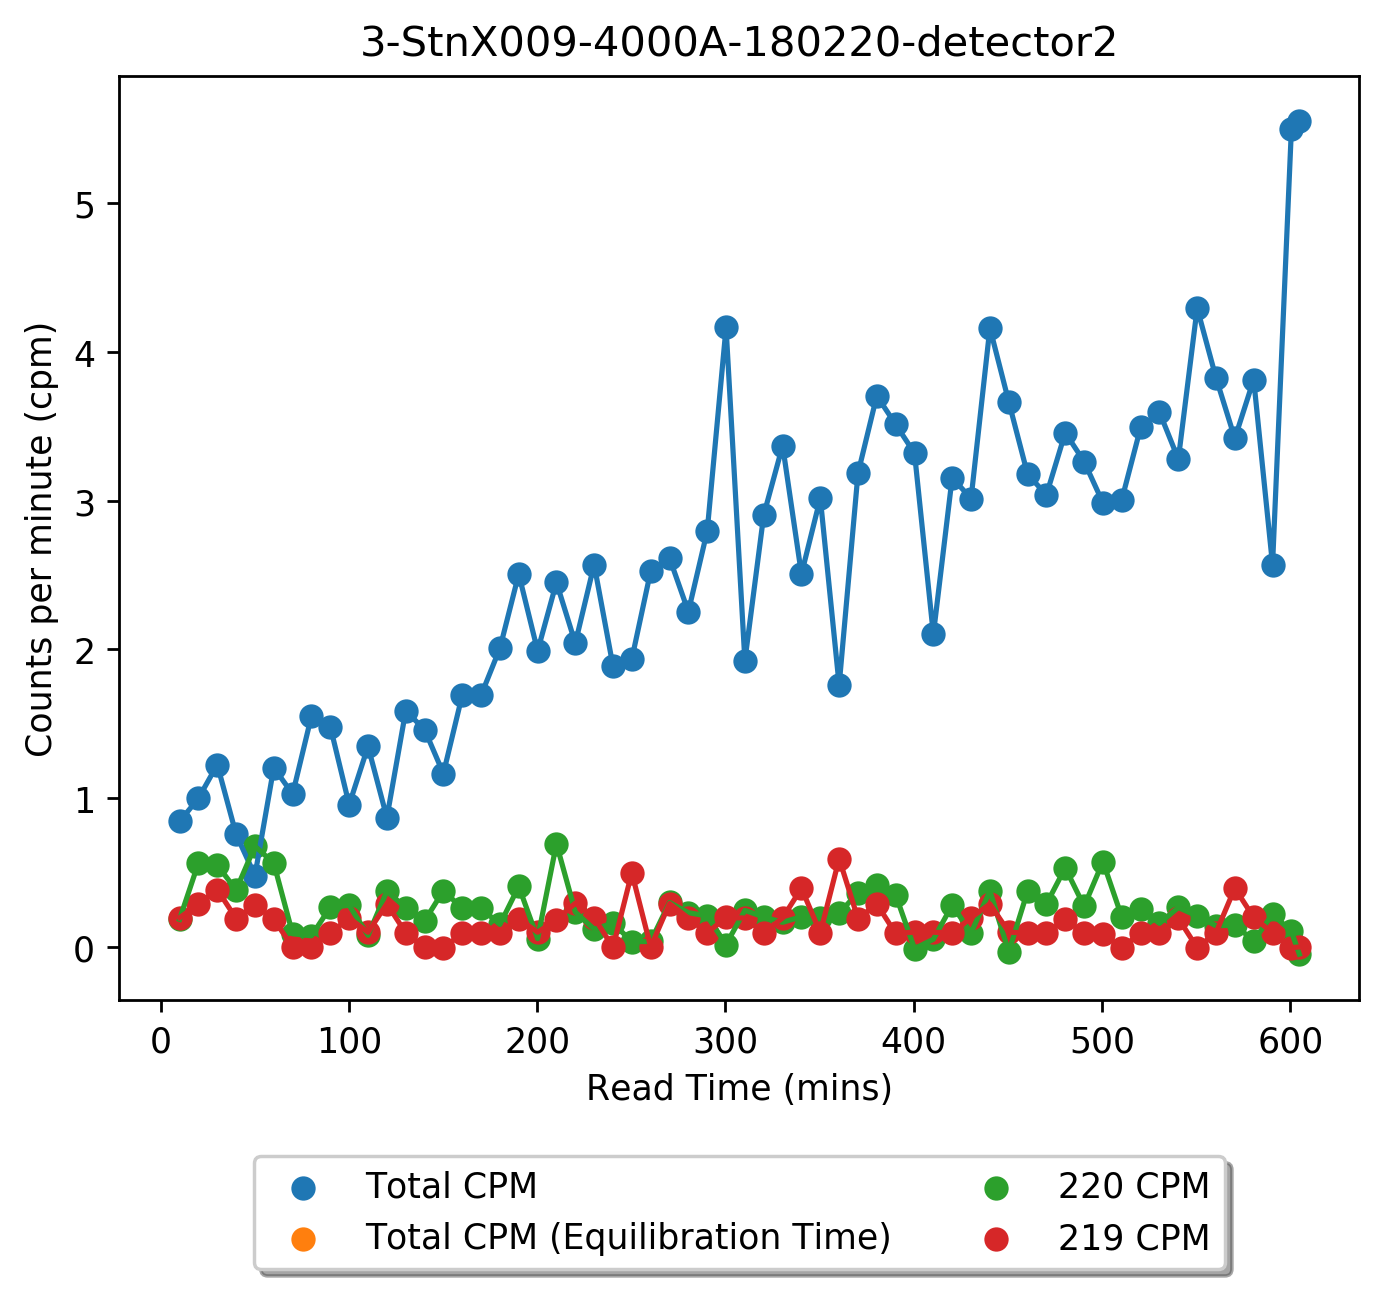 3-StnX009-4000A-180220-detector2
5
4
3
2
1
0
Counts per minute (cpm)
0 100 200 300 400 500 600
Read Time (mins)
Total CPM
Total CPM (Equilibration Time)
220 CPM
219 CPM